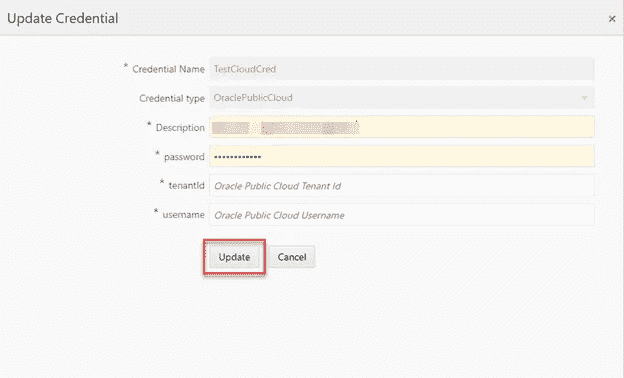 Update Credential ×
* Credential Name TestCloudCred
Credential type OraclePublicCloud
* Description
* password ••••••••••••
* tenantId Oracle Public Cloud Tenant Id
* username Oracle Public Cloud Username
Update Cancel